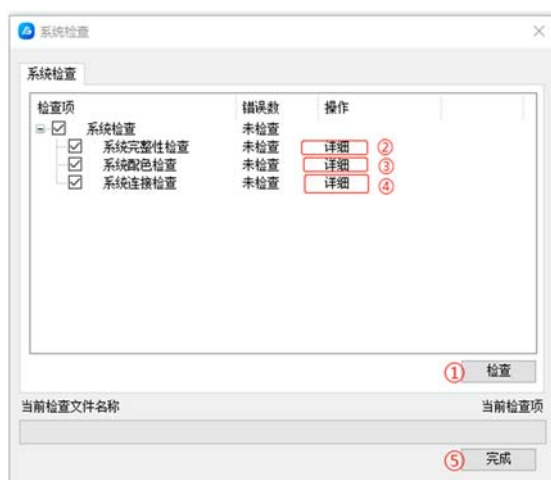 系统检查
系统检查
检查项 错误数 操作
系统检查 未检查
系统完整性检查 未检查 详细 ②
系统配色检查 未检查 详细 ③
系统连接检查 未检查 详细 ④
① 检查
当前检查文件名称 当前检查项
⑤ 完成